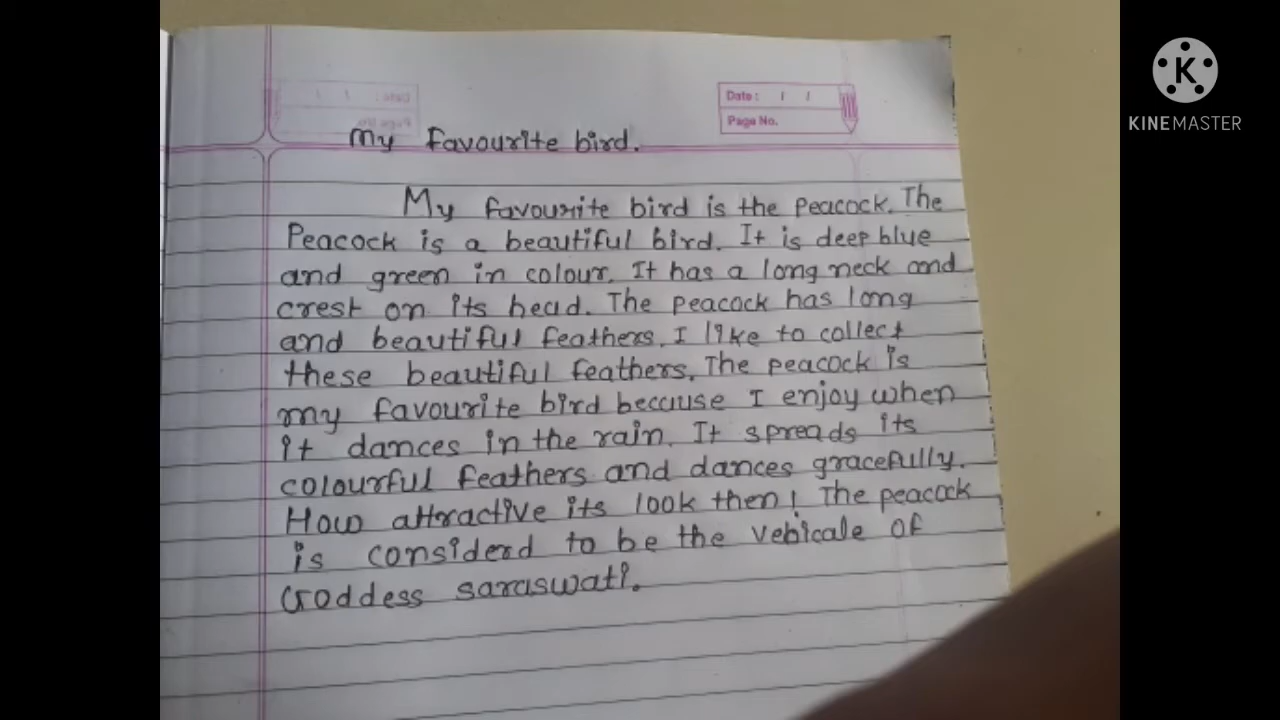 K
KINEMASTER
Date : / /
Page No.
My favourite bird.
My favourite bird is the peacock. The
Peacock is a beautiful bird. It is deep blue
and green in colour. It has a long neck and
crest on its head. The peacock has long
and beautiful feathers. I like to collect
these beautiful feathers. The peacock is
my favourite bird because I enjoy when
it dances in the rain. It spreads its
colourful feathers and dances gracefully.
How attractive its look then! The peacock
is considerd to be the vehicale of
Goddess saraswati.